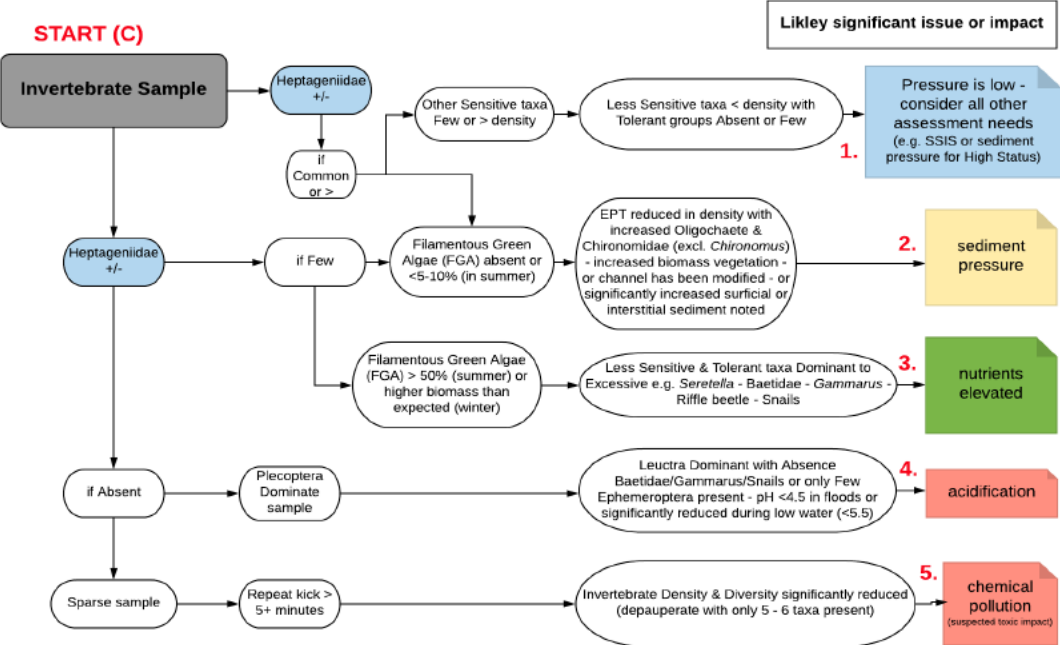 Likley significant issue or impact
START (C)
Invertebrate Sample
Heptageniidae
+/-
if
Common
or >
Other Sensitive taxa
Few or > density
Less Sensitive taxa < density with
Tolerant groups Absent or Few
1.
Pressure is low -
consider all other
assessment needs
(e.g. SSIS or sediment
pressure for High Status)
Heptageniidae
+/-
if Few
Filamentous Green
Algae (FGA) absent or
<5-10% (in summer)
EPT reduced in density with
increased Oligochaete &
Chironomidae (excl. Chironomus)
- increased biomass vegetation -
or channel has been modified - or
significantly increased surficial or
interstitial sediment noted
2.
sediment
pressure
Filamentous Green Algae
(FGA) > 50% (summer) or
higher biomass than
expected (winter)
Less Sensitive & Tolerant taxa Dominant to
Excessive e.g. Seretella - Baetidae - Gammarus -
Riffle beetle - Snails
3.
nutrients
elevated
if Absent
Plecoptera
Dominate
sample
Leuctra Dominant with Absence
Baetidae/Gammarus/Snails or only Few
Ephemeroptera present - pH <4.5 in floods or
significantly reduced during low water (<5.5)
4.
acidification
Sparse sample
Repeat kick >
5+ minutes
Invertebrate Density & Diversity significantly reduced
(depauperate with only 5 - 6 taxa present)
5.
chemical
pollution
(suspected toxic impact)